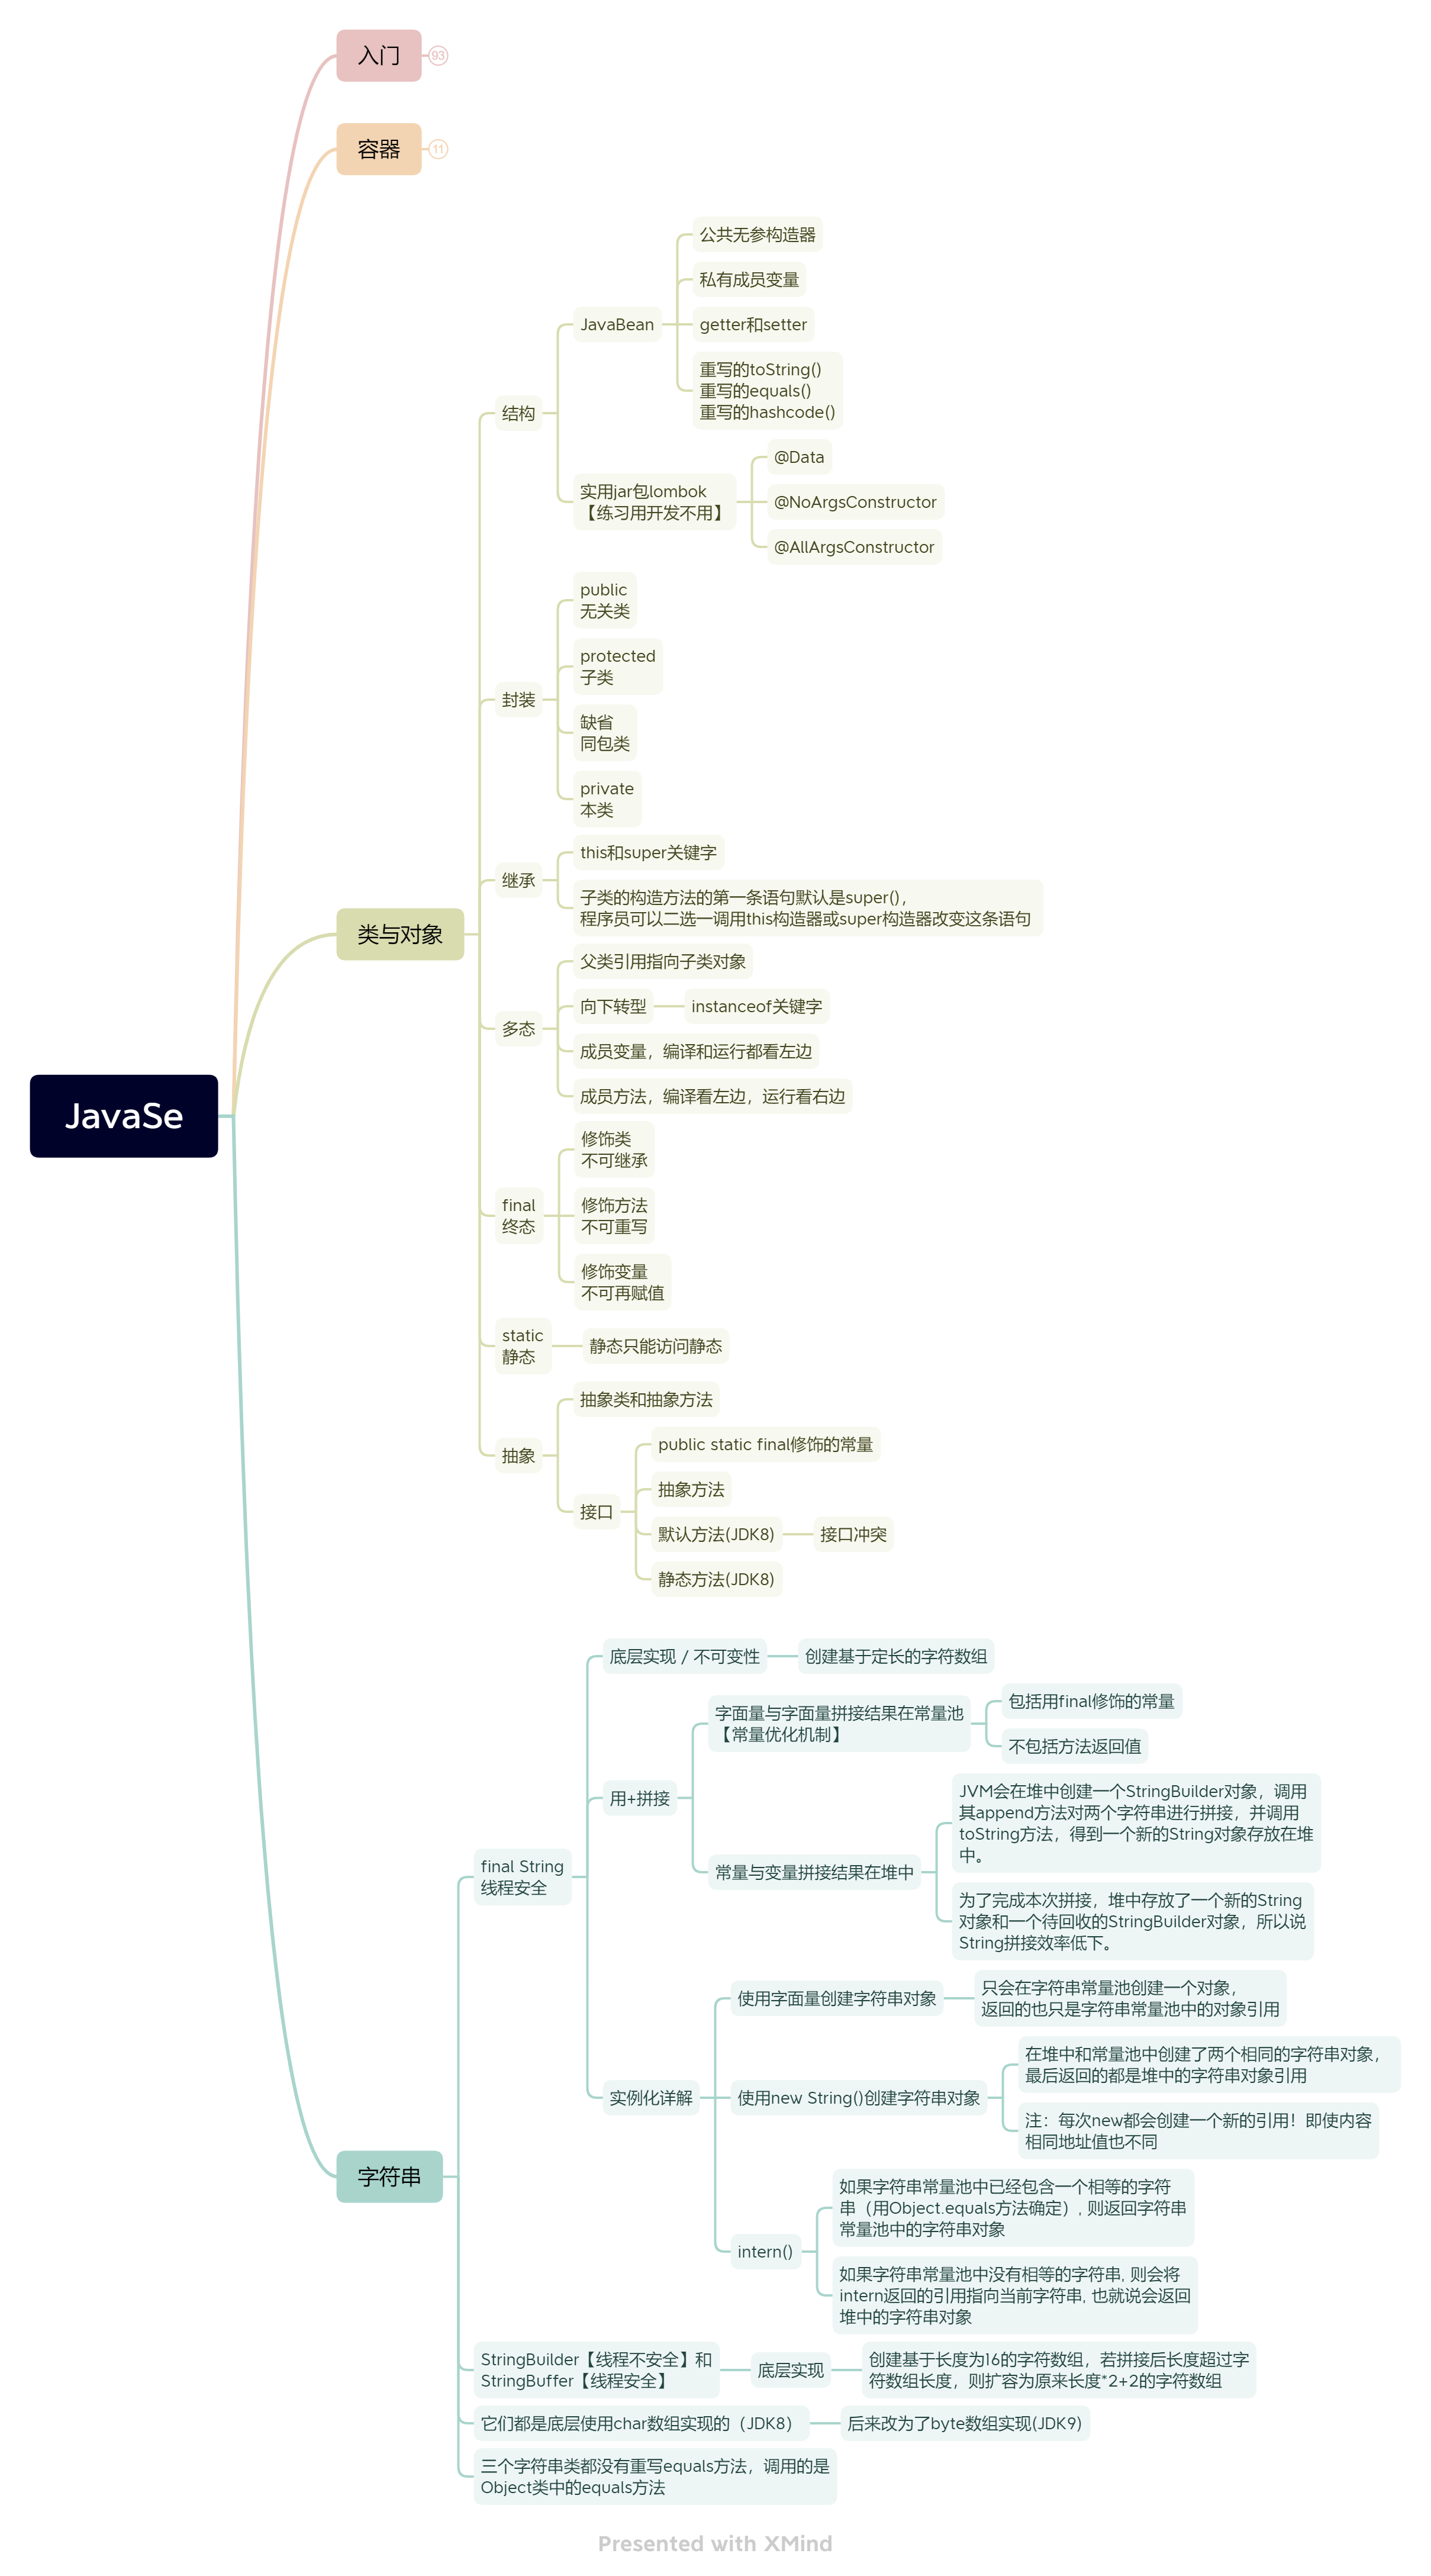 入门
93
容器
11
JavaSe
类与对象
结构
JavaBean
公共无参构造器
私有成员变量
getter和setter
重写的toString()
重写的equals()
重写的hashcode()
实用jar包lombok
【练习用开发不用】
@Data
@NoArgsConstructor
@AllArgsConstructor
封装
public
无关类
protected
子类
缺省
同包类
private
本类
继承
this和super关键字
子类的构造方法的第一条语句默认是super()，
程序员可以二选一调用this构造器或super构造器改变这条语句
多态
父类引用指向子类对象
向下转型
instanceof关键字
成员变量，编译和运行都看左边
成员方法，编译看左边，运行看右边
final
终态
修饰类
不可继承
修饰方法
不可重写
修饰变量
不可再赋值
static
静态
静态只能访问静态
抽象
抽象类和抽象方法
接口
public static final修饰的常量
抽象方法
默认方法(JDK8)
接口冲突
静态方法(JDK8)
字符串
final String
线程安全
底层实现 / 不可变性
创建基于定长的字符数组
用+拼接
字面量与字面量拼接结果在常量池
【常量优化机制】
包括用final修饰的常量
不包括方法返回值
常量与变量拼接结果在堆中
JVM会在堆中创建一个StringBuilder对象，调用
其append方法对两个字符串进行拼接，并调用
toString方法，得到一个新的String对象存放在堆
中。
为了完成本次拼接，堆中存放了一个新的String
对象和一个待回收的StringBuilder对象，所以说
String拼接效率低下。
实例化详解
使用字面量创建字符串对象
只会在字符串常量池创建一个对象，
返回的也只是字符串常量池中的对象引用
使用new String()创建字符串对象
在堆中和常量池中创建了两个相同的字符串对象，
最后返回的都是堆中的字符串对象引用
注：每次new都会创建一个新的引用！即使内容
相同地址值也不同
intern()
如果字符串常量池中已经包含一个相等的字符
串（用Object.equals方法确定）, 则返回字符串
常量池中的字符串对象
如果字符串常量池中没有相等的字符串, 则会将
intern返回的引用指向当前字符串, 也就说会返回
堆中的字符串对象
StringBuilder【线程不安全】和
StringBuffer【线程安全】
底层实现
创建基于长度为16的字符数组，若拼接后长度超过字
符数组长度，则扩容为原来长度*2+2的字符数组
它们都是底层使用char数组实现的（JDK8）
后来改为了byte数组实现(JDK9)
三个字符串类都没有重写equals方法，调用的是
Object类中的equals方法
Presented with XMind